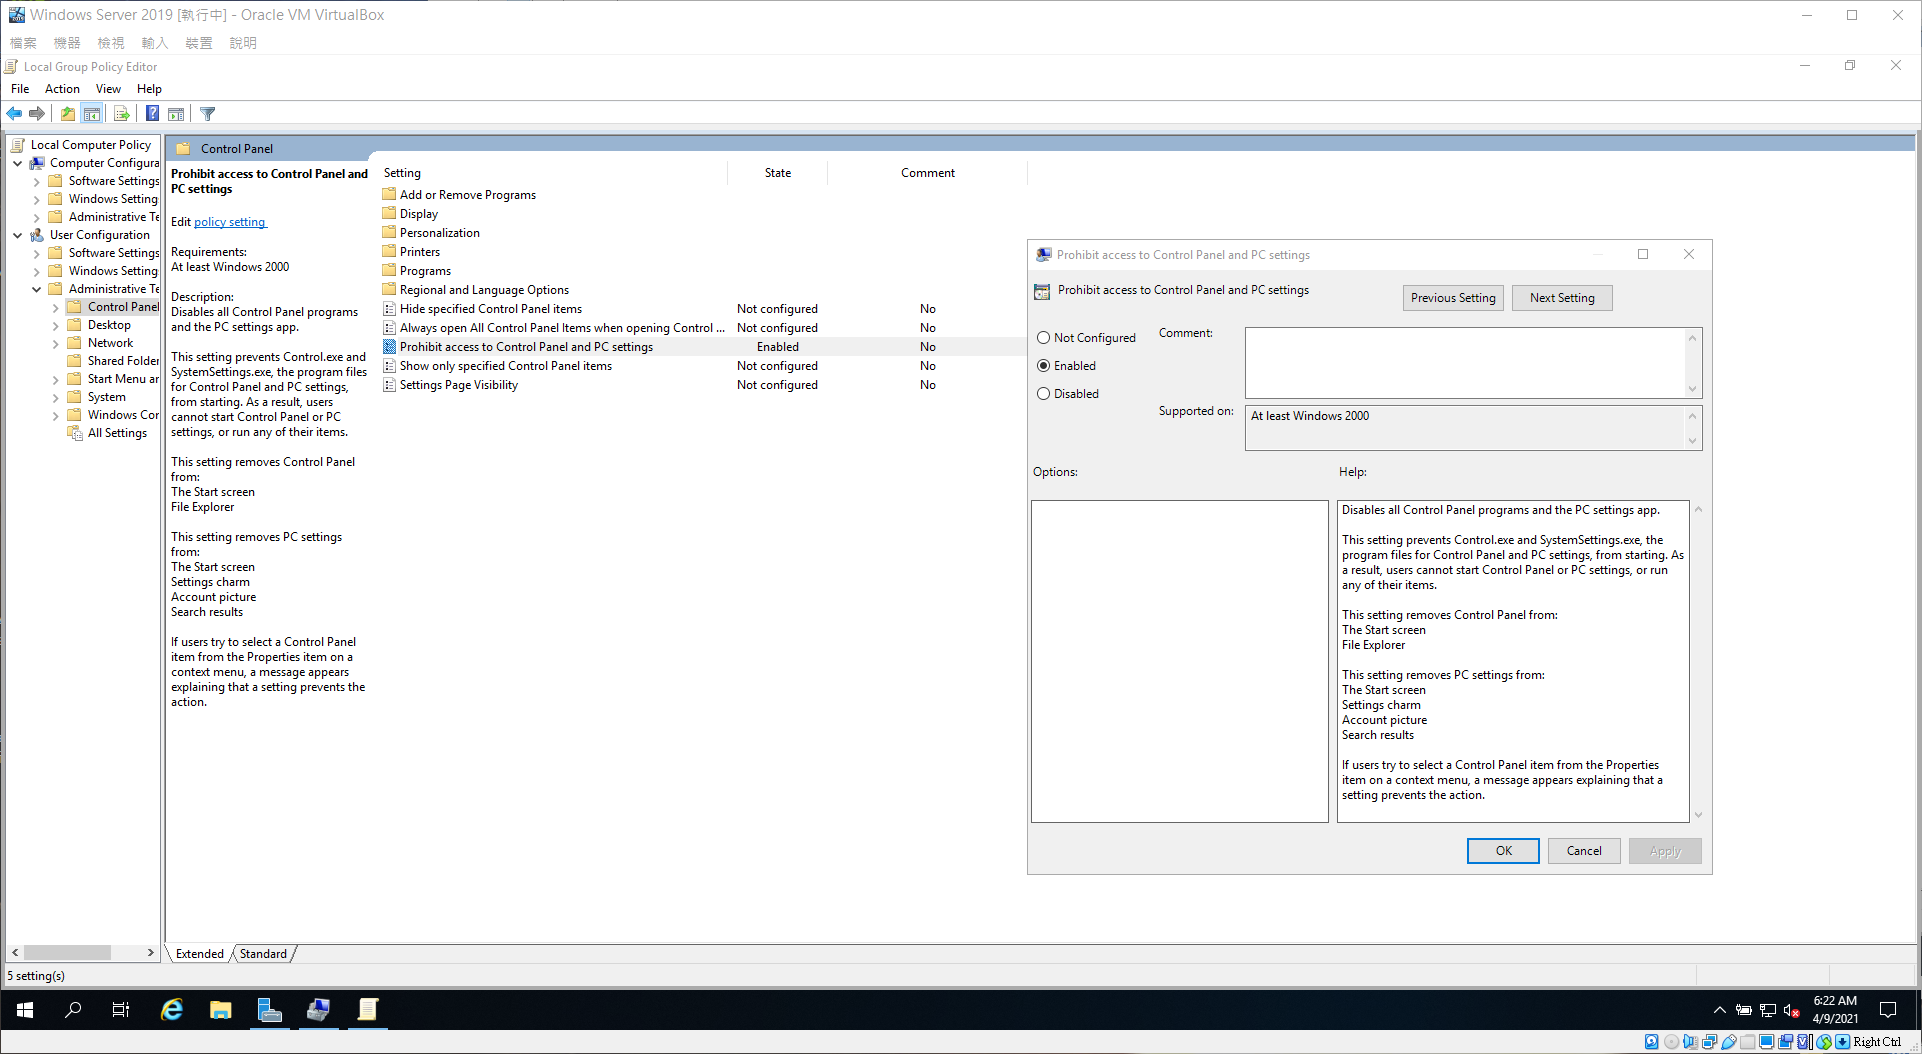 Windows Server 2019 [執行中] - Oracle VM VirtualBox
檔案 機器 檢視 輸入 裝置 說明
Local Group Policy Editor
File Action View Help
Local Computer Policy
Computer Configura
Software Settings
Windows Setting
Administrative Te
User Configuration
Software Settings
Windows Setting
Administrative Te
Control Panel
Desktop
Network
Shared Folder
Start Menu ar
System
Windows Cor
All Settings
Control Panel
Prohibit access to Control Panel and
PC settings
Edit policy setting
Requirements:
At least Windows 2000
Description:
Disables all Control Panel programs
and the PC settings app.
This setting prevents Control.exe and
SystemSettings.exe, the program files
for Control Panel and PC settings,
from starting. As a result, users
cannot start Control Panel or PC
settings, or run any of their items.
This setting removes Control Panel
from:
The Start screen
File Explorer
This setting removes PC settings
from:
The Start screen
Settings charm
Account picture
Search results
If users try to select a Control Panel
item from the Properties item on a
context menu, a message appears
explaining that a setting prevents the
action.
Setting State Comment
Add or Remove Programs
Display
Personalization
Printers
Programs
Regional and Language Options
Hide specified Control Panel items Not configured No
Always open All Control Panel Items when opening Control ... Not configured No
Prohibit access to Control Panel and PC settings Enabled No
Show only specified Control Panel items Not configured No
Settings Page Visibility Not configured No
Prohibit access to Control Panel and PC settings
Prohibit access to Control Panel and PC settings
Previous Setting Next Setting
Not Configured
Enabled
Disabled
Comment:
Supported on:
At least Windows 2000
Options:
Help:
Disables all Control Panel programs and the PC settings app.
This setting prevents Control.exe and SystemSettings.exe, the
program files for Control Panel and PC settings, from starting. As
a result, users cannot start Control Panel or PC settings, or run
any of their items.
This setting removes Control Panel from:
The Start screen
File Explorer
This setting removes PC settings from:
The Start screen
Settings charm
Account picture
Search results
If users try to select a Control Panel item from the Properties
item on a context menu, a message appears explaining that a
setting prevents the action.
OK Cancel Apply
Extended Standard
5 setting(s)
6:22 AM
4/9/2021
Right Ctrl